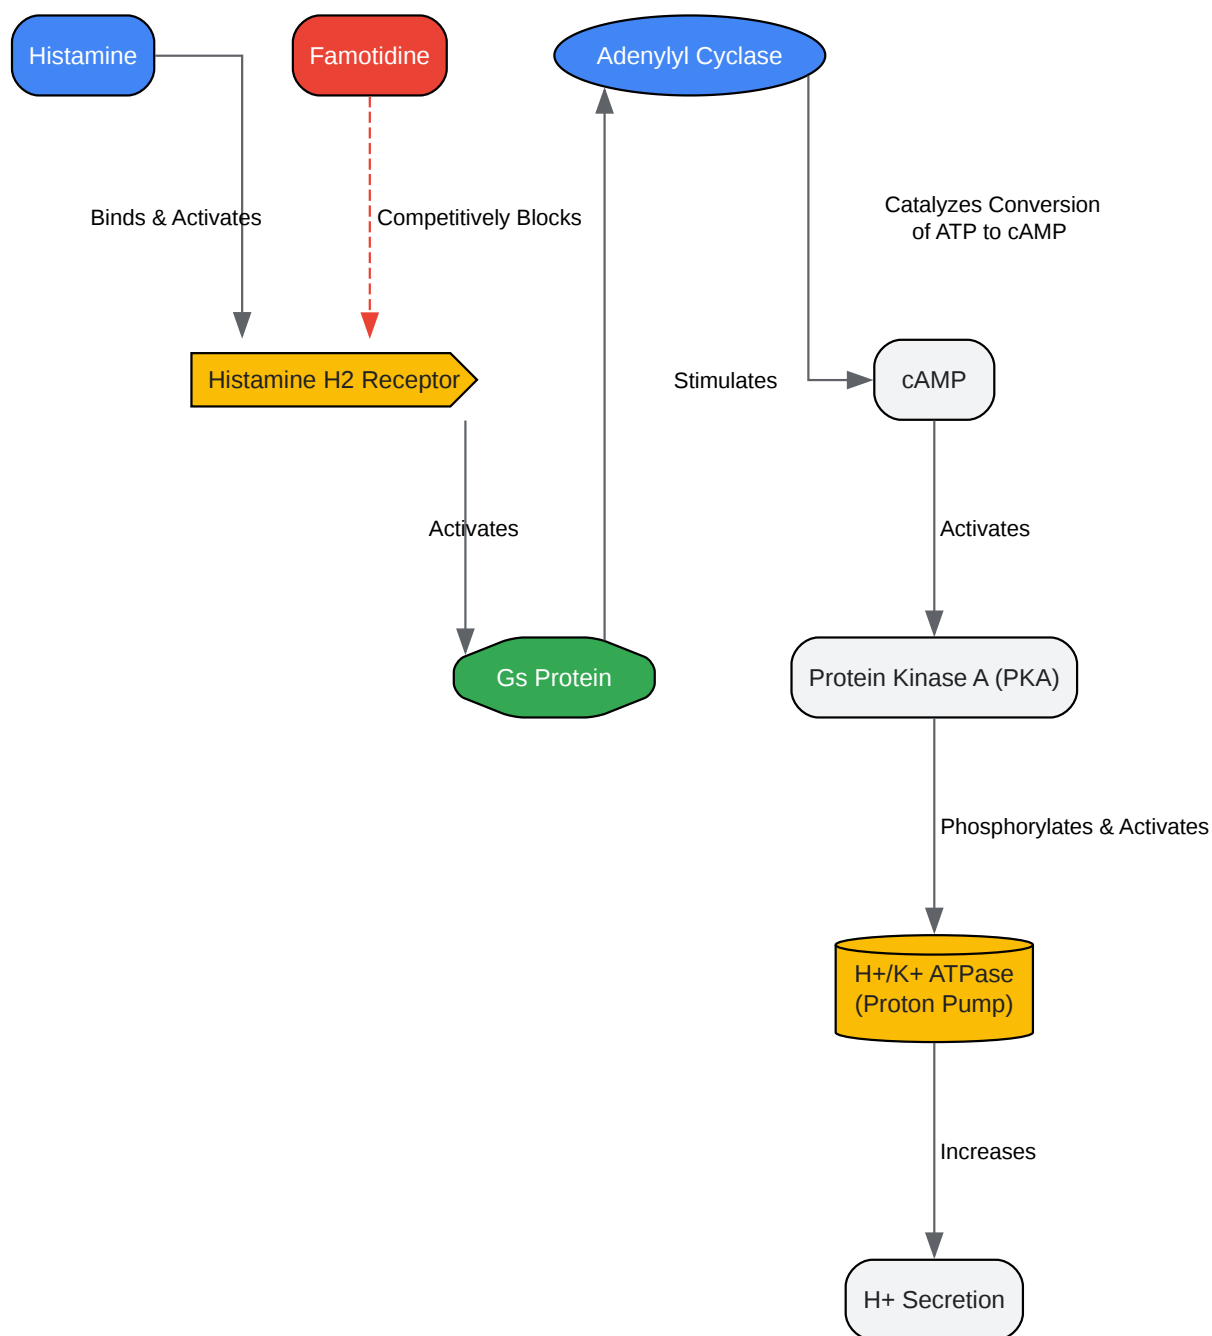 Histamine
Famotidine
Adenylyl Cyclase
Binds & Activates
Competitively Blocks
Catalyzes Conversion
of ATP to cAMP
Histamine H2 Receptor
Stimulates
cAMP
Activates
Activates
Gs Protein
Protein Kinase A (PKA)
Phosphorylates & Activates
H+/K+ ATPase
(Proton Pump)
Increases
H+ Secretion